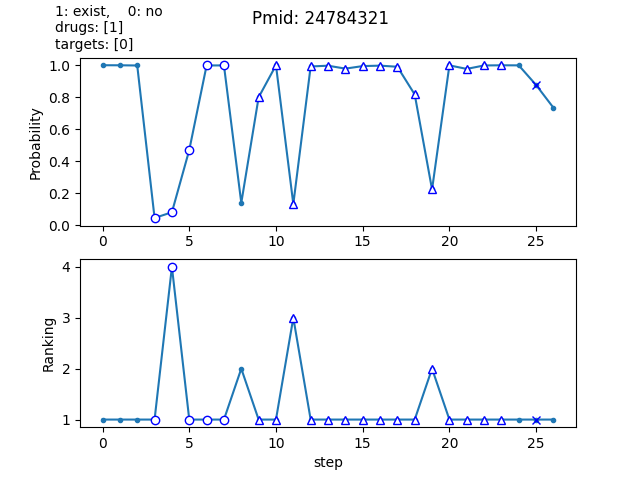 1: exist,    0: no
drugs: [1]
targets: [0]
Pmid: 24784321
1.0
0.8
0.6
0.4
0.2
0.0
Probability
0 5 10 15 20 25
4
3
2
1
Ranking
0 5 10 15 20 25
step